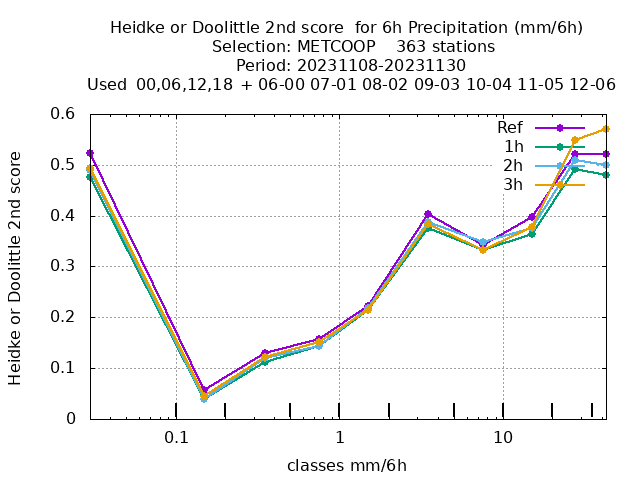 Heidke or Doolittle 2nd score  for 6h Precipitation (mm/6h)
Selection: METCOOP    363 stations
Period: 20231108-20231130
Used  00,06,12,18  + 06-00 07-01 08-02 09-03 10-04 11-05 12-06
0.6
0.5
0.4
0.3
0.2
0.1
0
Heidke or Doolittle 2nd score
Ref
1h
2h
3h
0.1
1
10
classes mm/6h